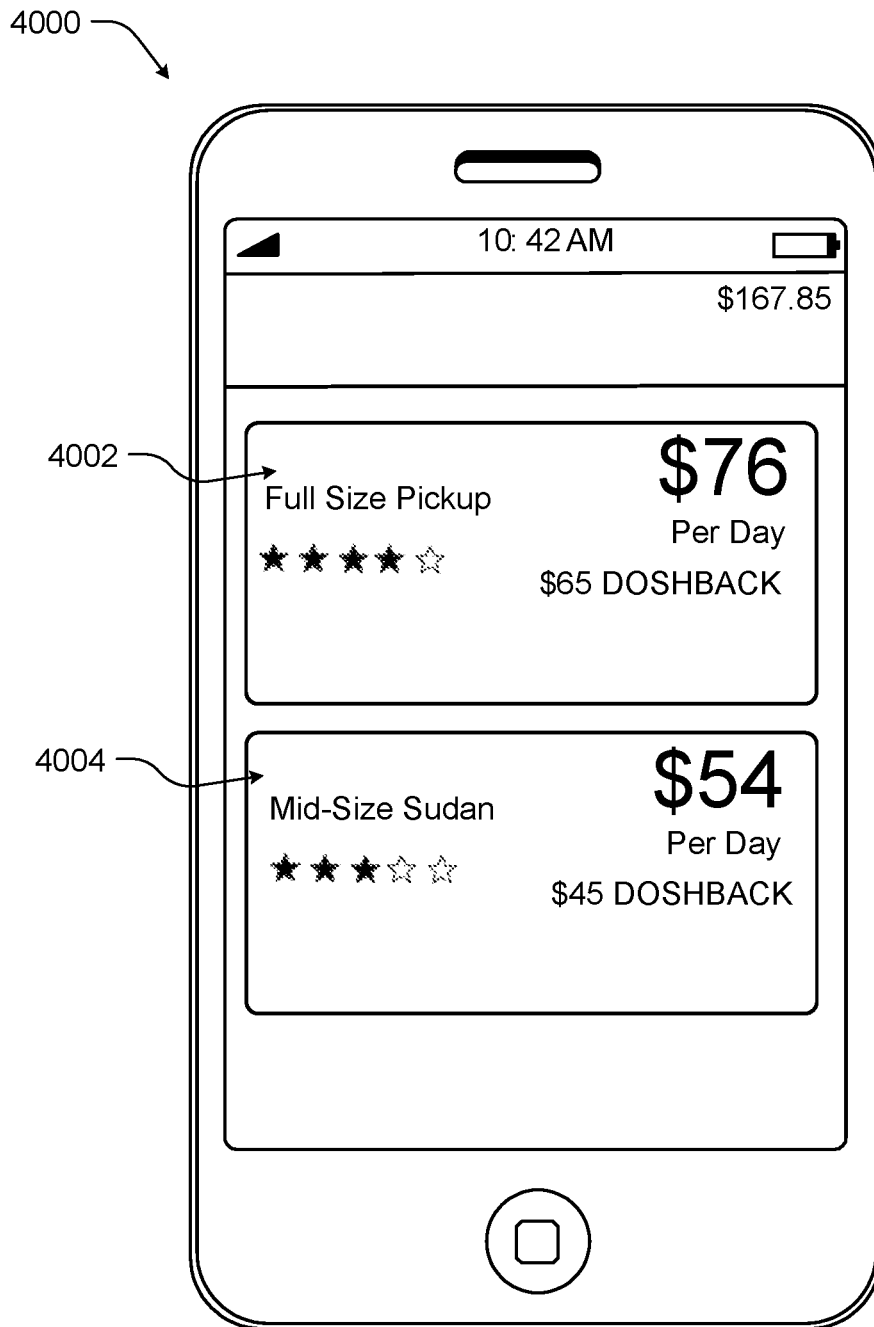 4000
10: 42 AM
$167.85
4002
$76
Full Size Pickup
Per Day
$65 DOSHBACK
4004
$54
Mid-Size Sudan
Per Day
$45 DOSHBACK